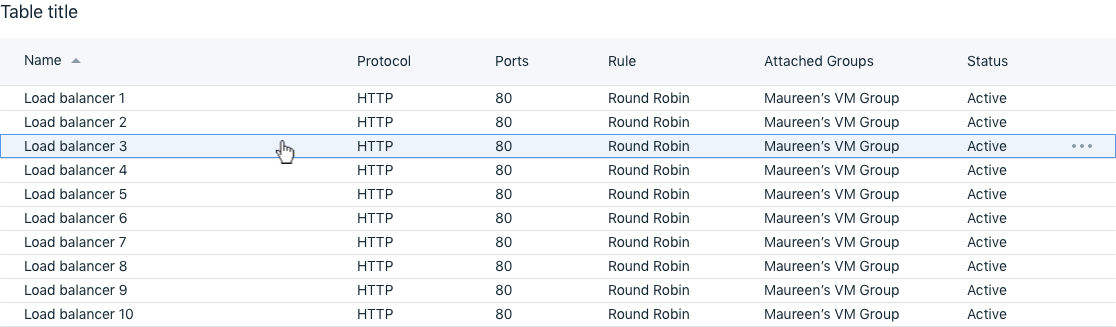 Table title
Name Protocol Ports Rule Attached Groups Status
Load balancer 1 HTTP 80 Round Robin Maureen's VM Group Active
Load balancer 2 HTTP 80 Round Robin Maureen's VM Group Active
Load balancer 3 HTTP 80 Round Robin Maureen's VM Group Active
Load balancer 4 HTTP 80 Round Robin Maureen's VM Group Active
Load balancer 5 HTTP 80 Round Robin Maureen's VM Group Active
Load balancer 6 HTTP 80 Round Robin Maureen's VM Group Active
Load balancer 7 HTTP 80 Round Robin Maureen's VM Group Active
Load balancer 8 HTTP 80 Round Robin Maureen's VM Group Active
Load balancer 9 HTTP 80 Round Robin Maureen's VM Group Active
Load balancer 10 HTTP 80 Round Robin Maureen's VM Group Active